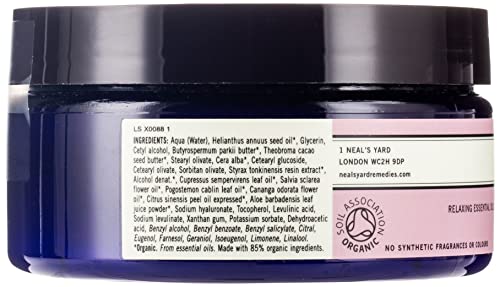 LS X0088 1
INGREDIENTS: Aqua (Water), Helianthus annuus seed oil*, Glycerin,
Cetyl alcohol, Butyrospermum parkii butter*, Theobroma cacao
seed butter*, Stearyl olivate, Cera alba*, Cetearyl glucoside,
Cetearyl olivate, Sorbitan olivate, Styrax tonkinensis resin extract*,
Alcohol denat.*, Cupressus sempervirens leaf oil*, Salvia sclarea
flower oil*, Pogostemon cablin leaf oil*, Cananga odorata flower
oil*, Citrus sinensis peel oil expressed*, Aloe barbadensis leaf
juice powder*, Sodium hyaluronate, Tocopherol, Levulinic acid,
Sodium levulinate, Xanthan gum, Potassium sorbate, Dehydroacetic
acid, Benzyl alcohol, Benzyl benzoate, Benzyl salicylate, Citral,
Eugenol, Farnesol, Geraniol, Isoeugenol, Limonene, Linalool.
*Organic. From essential oils. Made with 85% organic ingredients.
1 NEAL'S YARD
LONDON WC2H 9DP
nealsyardremedies.com
RELAXING ESSENTIAL
SOIL ASSOCIATION
ORGANIC
NO SYNTHETIC FRAGRANCES OR COLOURS